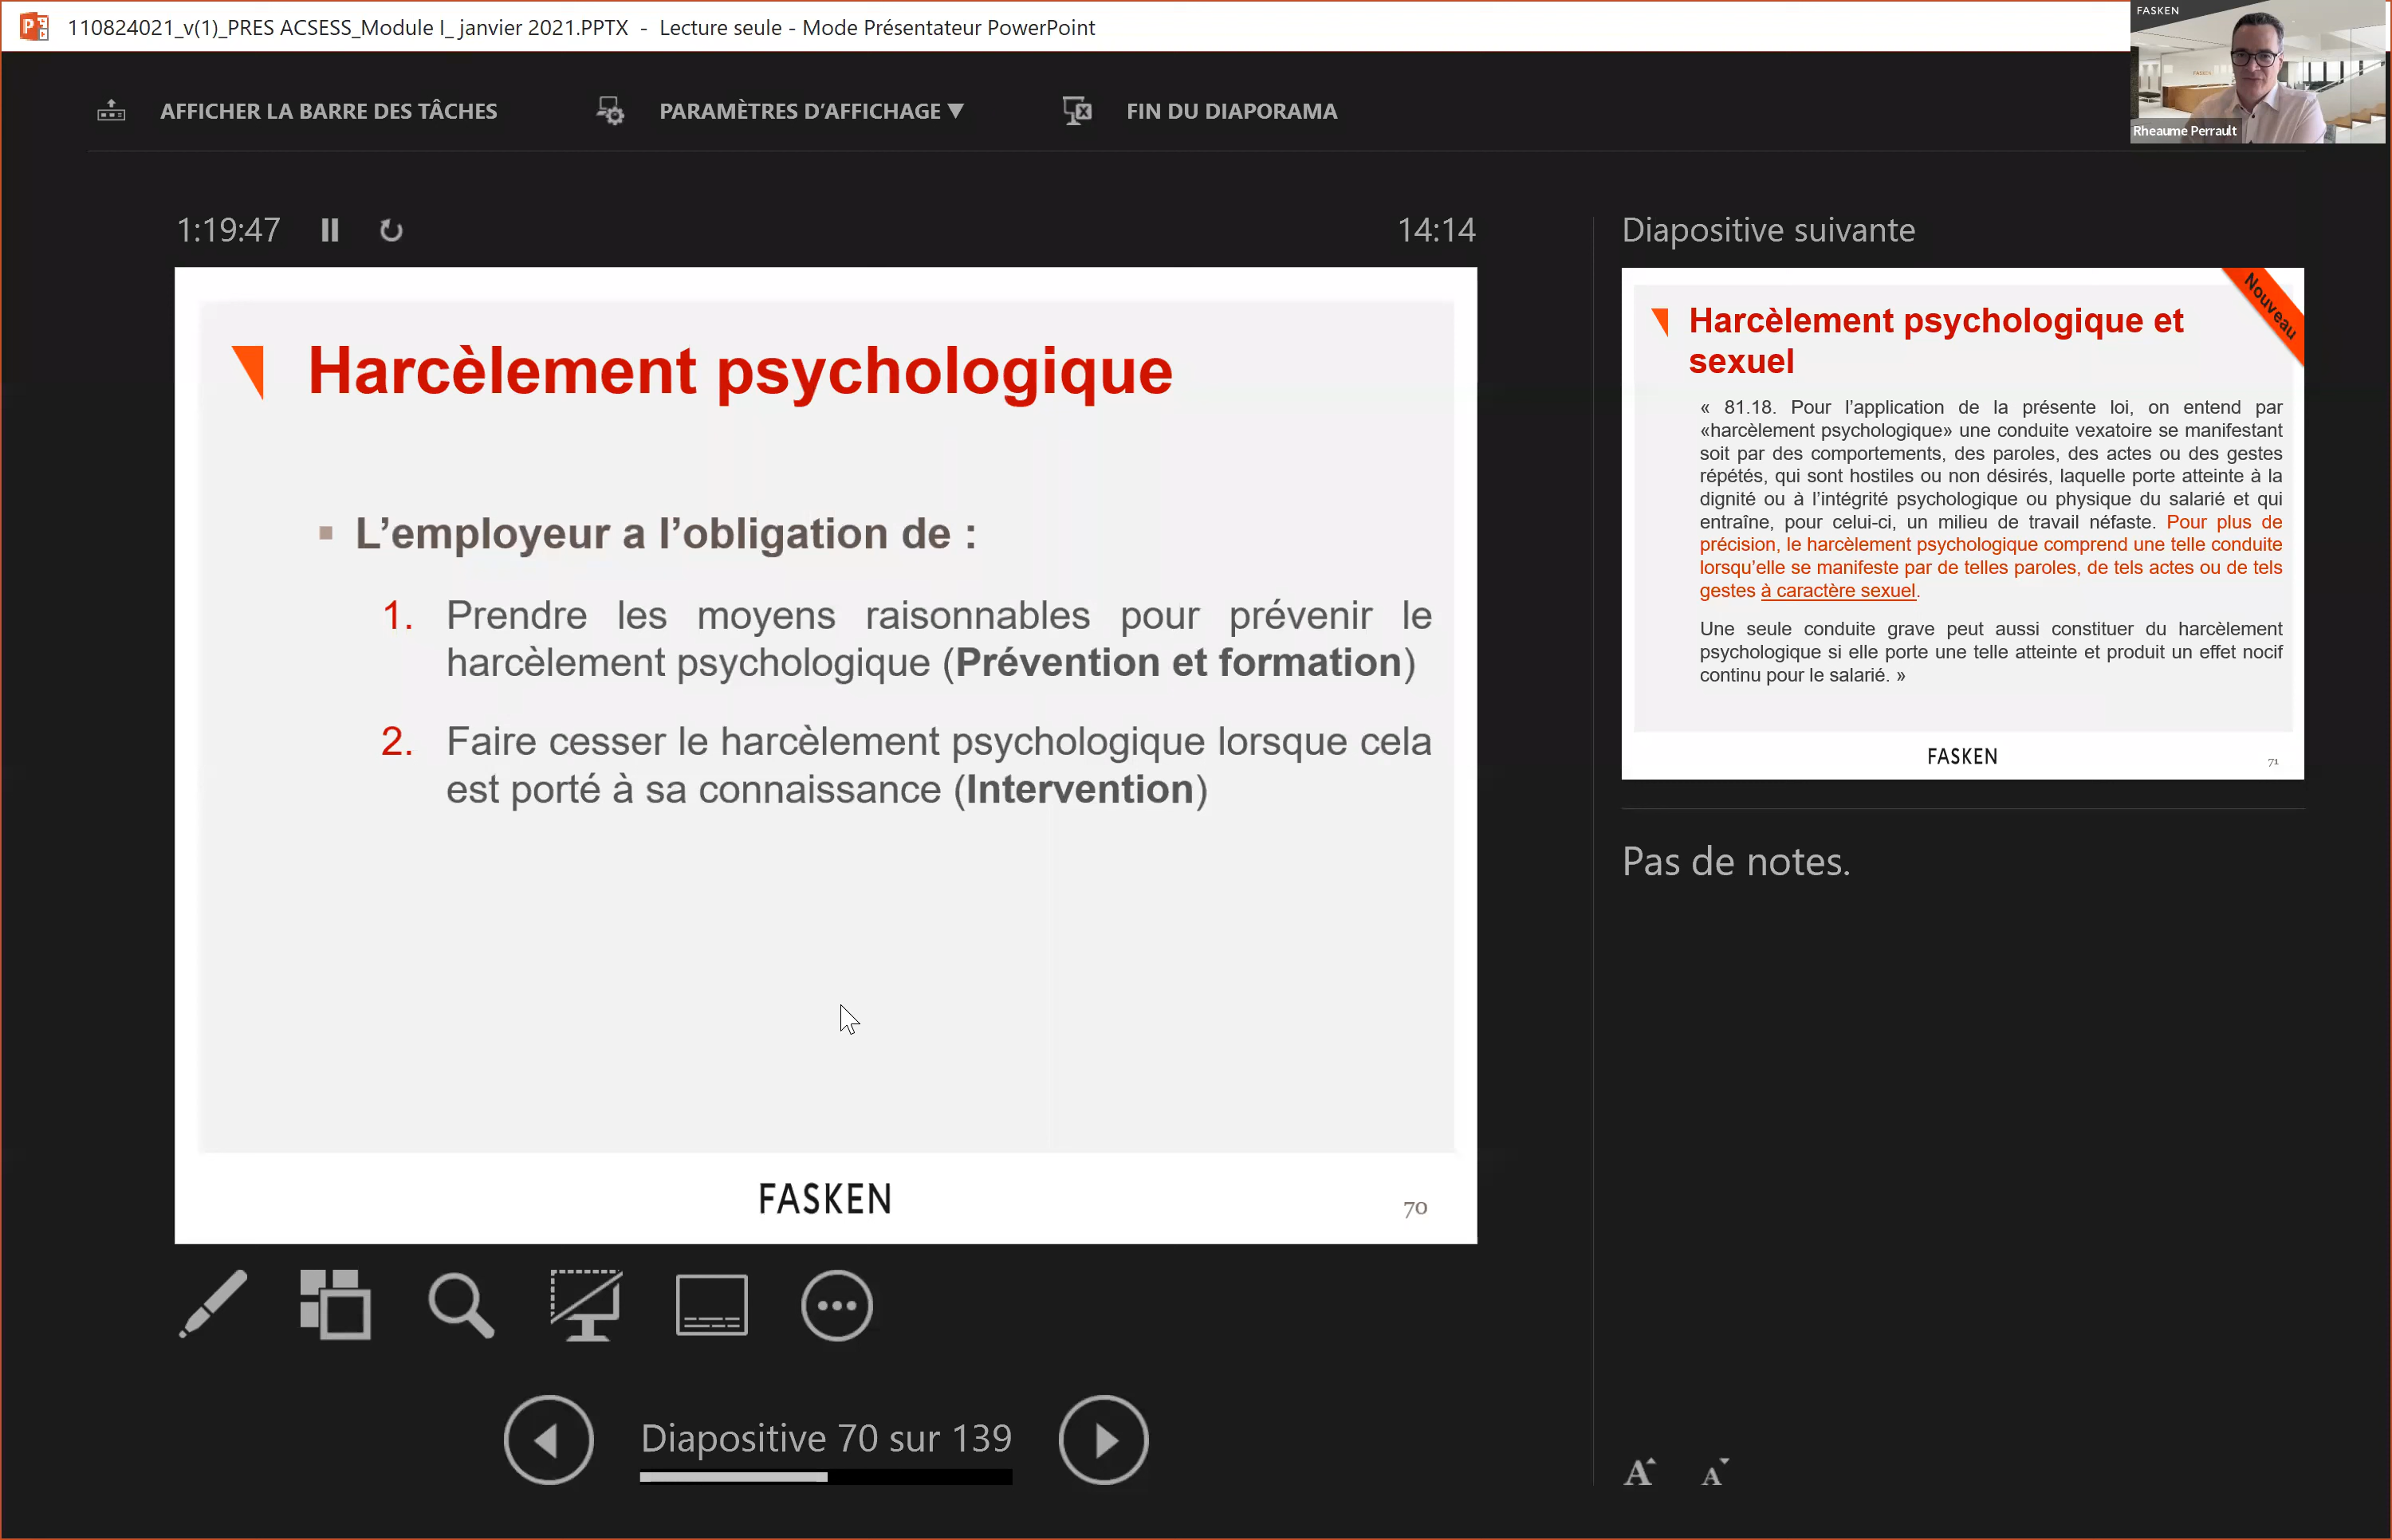 110824021_v(1)_PRES ACSESS_Module I_ janvier 2021.PPTX - Lecture seule - Mode Présentateur PowerPoint
FASKEN
Rheaume Perrault
AFFICHER LA BARRE DES TÂCHES
PARAMÈTRES D’AFFICHAGE ▼
FIN DU DIAPORAMA
1:19:47
14:14
Harcèlement psychologique
L’employeur a l’obligation de :
1. Prendre les moyens raisonnables pour prévenir le
harcèlement psychologique (Prévention et formation)
2. Faire cesser le harcèlement psychologique lorsque cela
est porté à sa connaissance (Intervention)
FASKEN
70
Diapositive 70 sur 139
Diapositive suivante
Nouveau
Harcèlement psychologique et
sexuel
« 81.18. Pour l’application de la présente loi, on entend par
«harcèlement psychologique» une conduite vexatoire se manifestant
soit par des comportements, des paroles, des actes ou des gestes
répétés, qui sont hostiles ou non désirés, laquelle porte atteinte à la
dignité ou à l’intégrité psychologique ou physique du salarié et qui
entraîne, pour celui-ci, un milieu de travail néfaste. Pour plus de
précision, le harcèlement psychologique comprend une telle conduite
lorsqu’elle se manifeste par de telles paroles, de tels actes ou de tels
gestes à caractère sexuel.
Une seule conduite grave peut aussi constituer du harcèlement
psychologique si elle porte une telle atteinte et produit un effet nocif
continu pour le salarié. »
FASKEN
71
Pas de notes.
A A